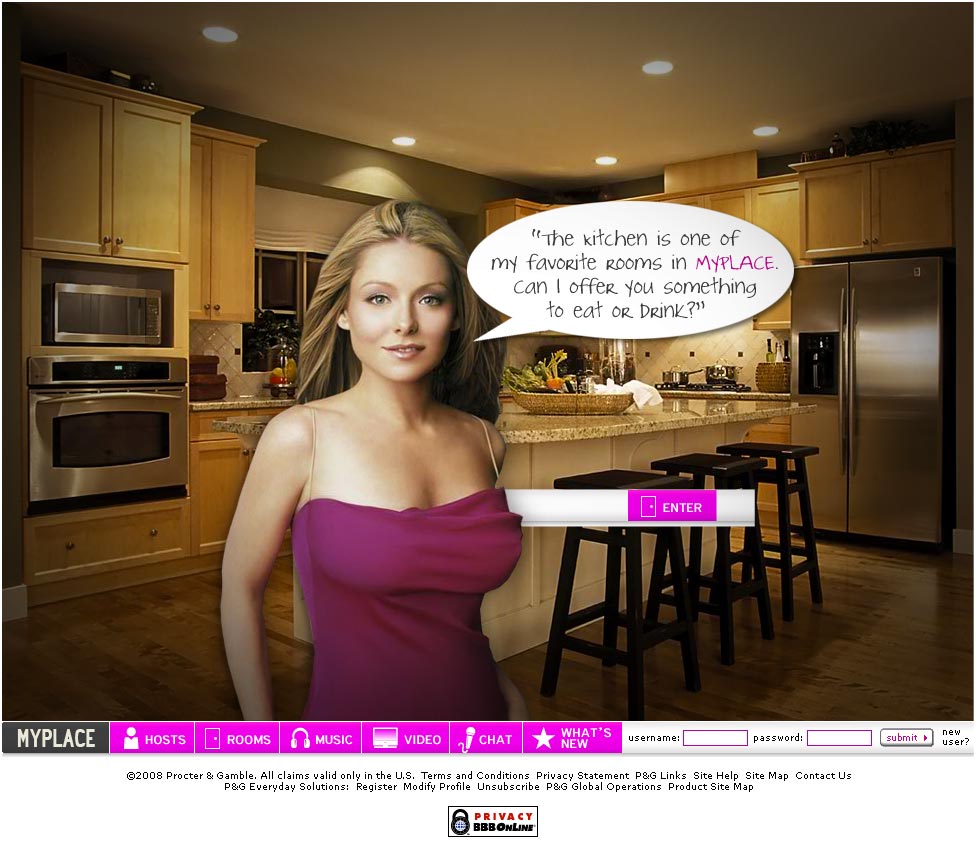 "The kitchen is one of
my favorite rooms in MYPLACE.
Can I offer you something
to eat or drink?"
ENTER
MYPLACE HOSTS ROOMS MUSIC VIDEO CHAT WHAT'S NEW username: password: submit new user?
©2008 Procter & Gamble. All claims valid only in the U.S. Terms and Conditions Privacy Statement P&G Links Site Help Site Map Contact Us
P&G Everyday Solutions: Register Modify Profile Unsubscribe P&G Global Operations Product Site Map
PRIVACY
BBBOnLine